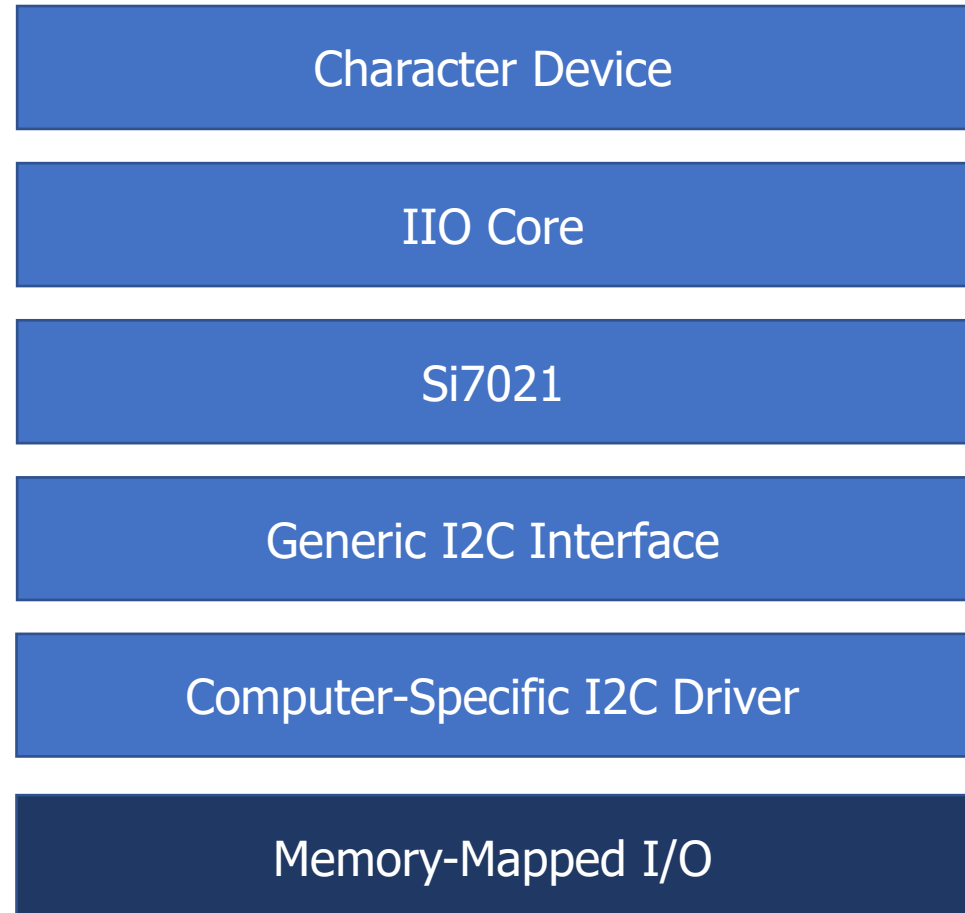 Character Device
IIO Core
Si7021
Generic I2C Interface
Computer-Specific I2C Driver
Memory-Mapped I/O